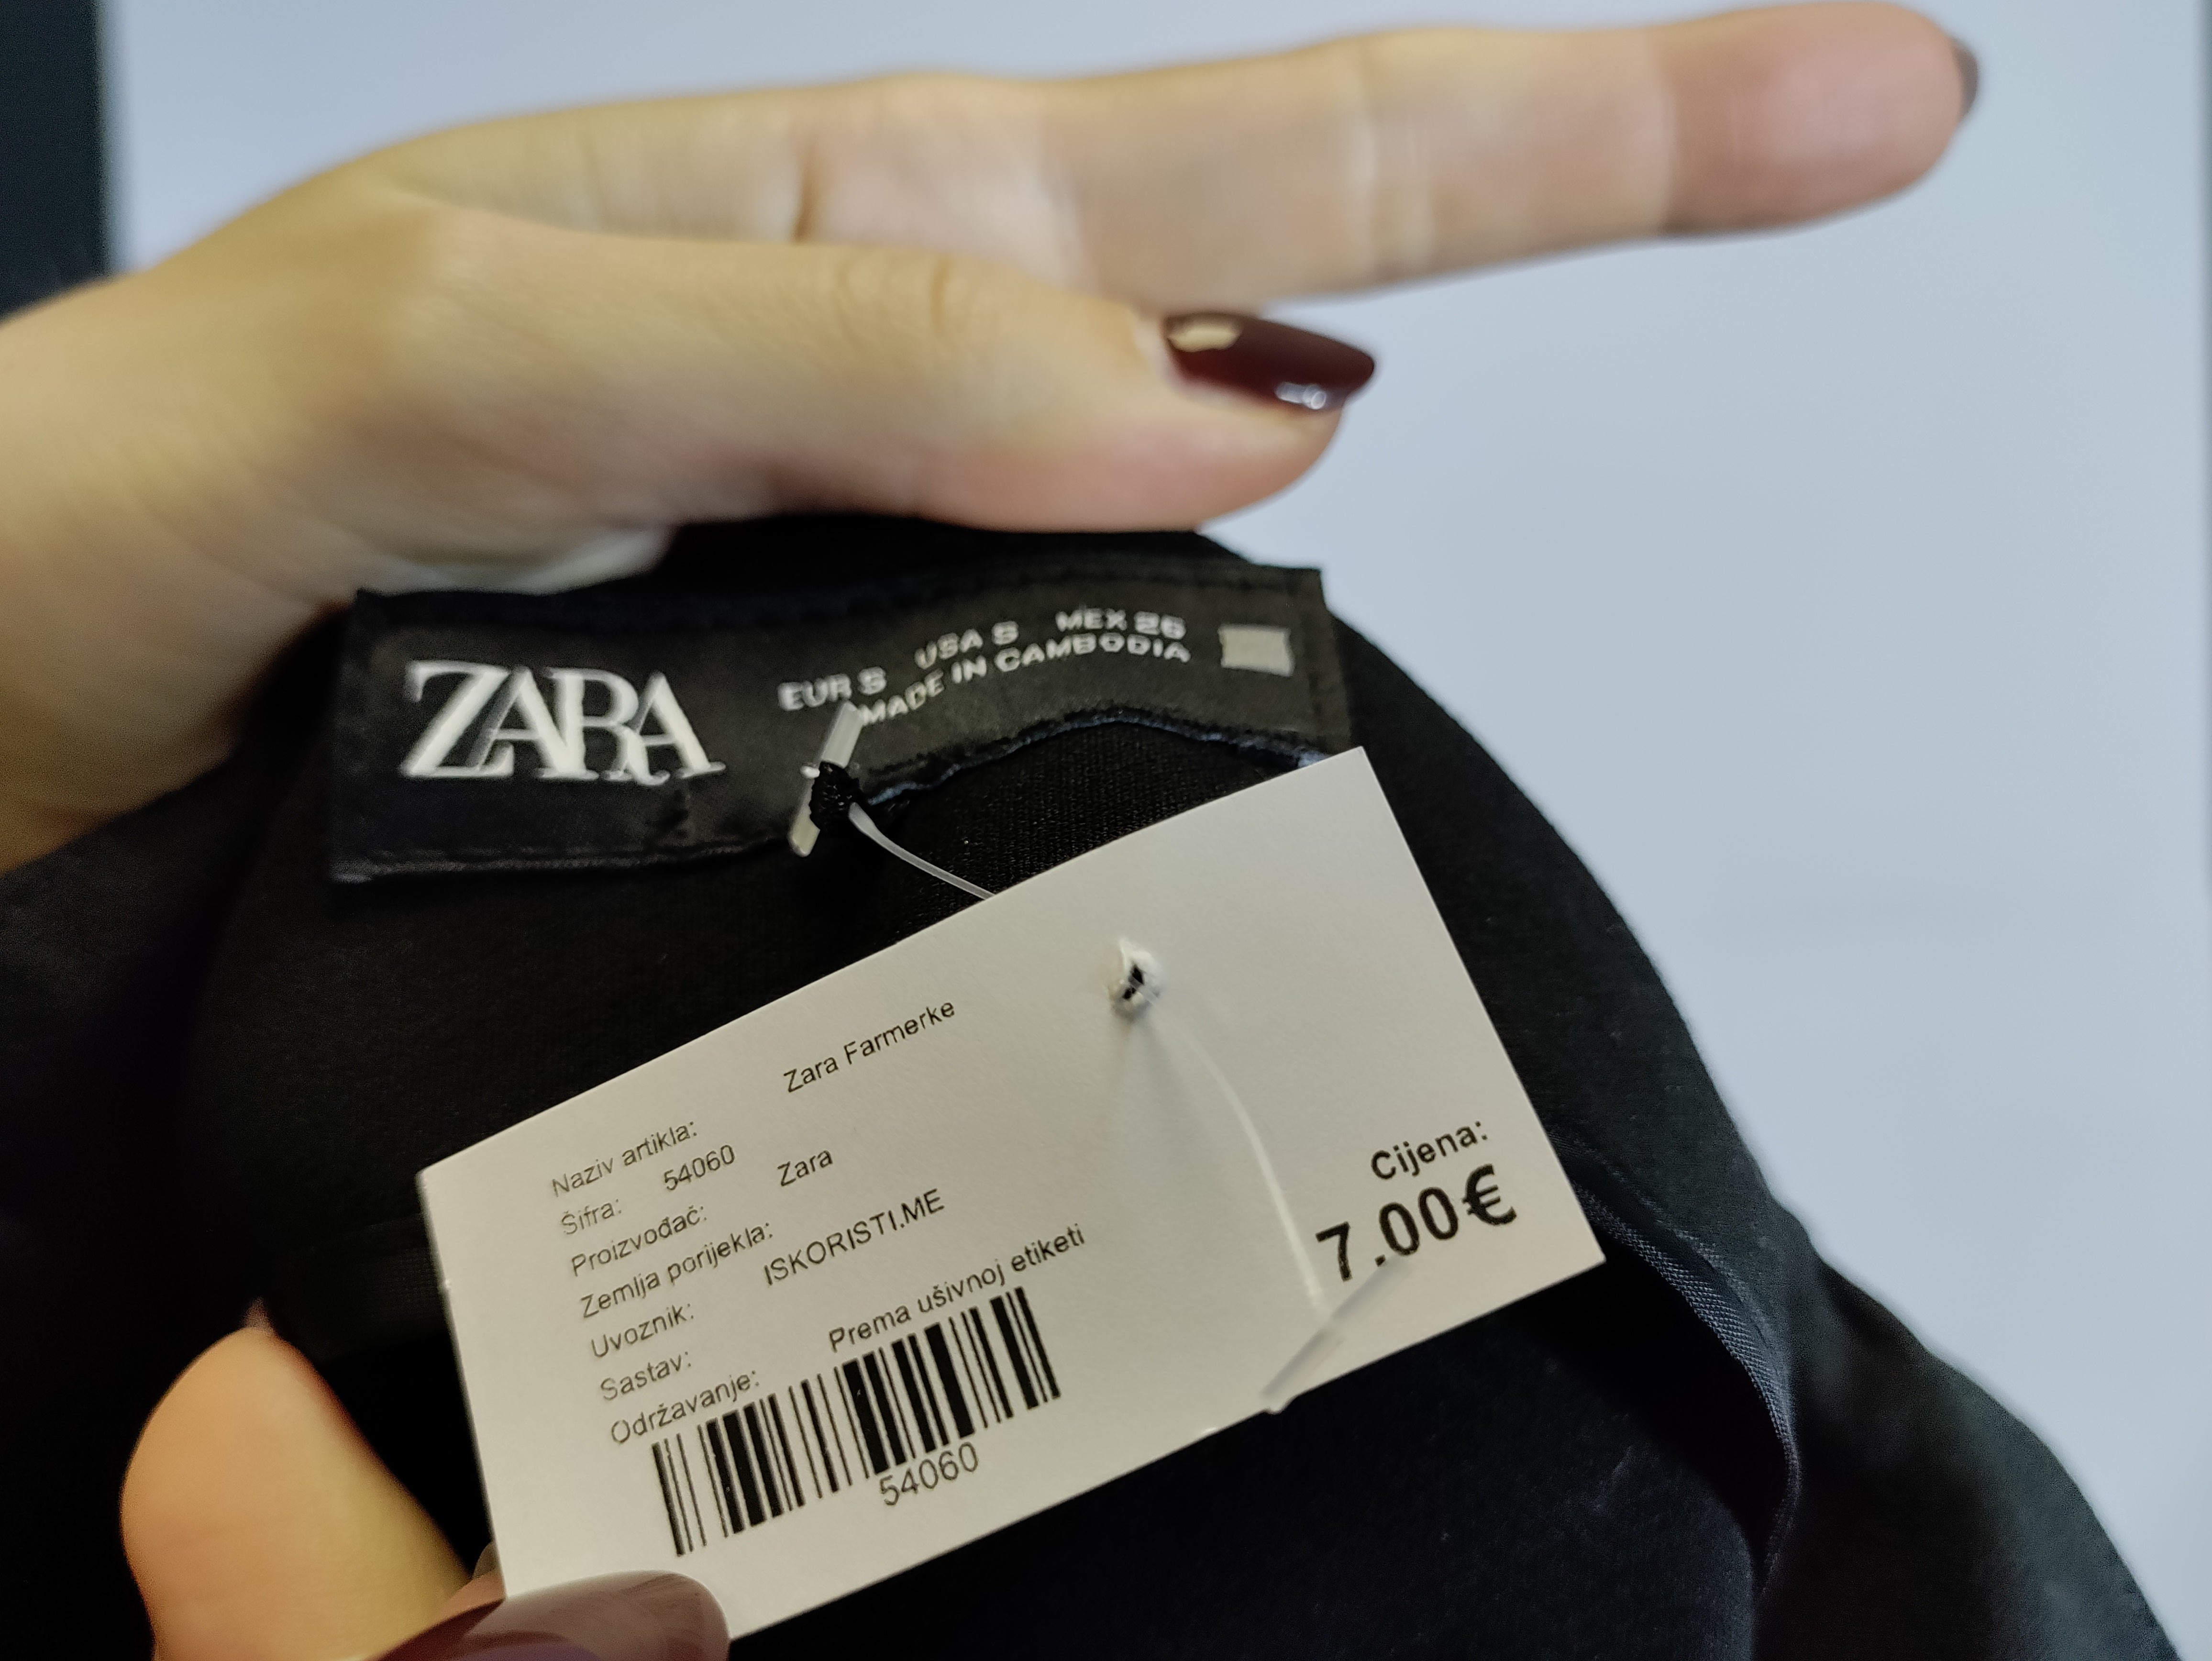 ZARA
EUR S USA S MEX 26
MADE IN CAMBODIA
Naziv artikla: Zara Farmerke
Šifra: 54060
Proizvođač: Zara
Zemlja porijekla:
Uvoznik: ISKORISTI.ME
Sastav:
Održavanje: Prema ušivnoj etiketi
54060
Cijena:
7.00€